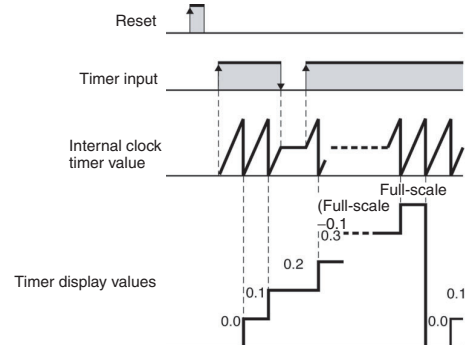 Reset
Timer input
Internal clock
timer value
Full-scale
(Full-scale
−0.1
0.3
Timer display values
0.2
0.1
0.1
0.0
0.0